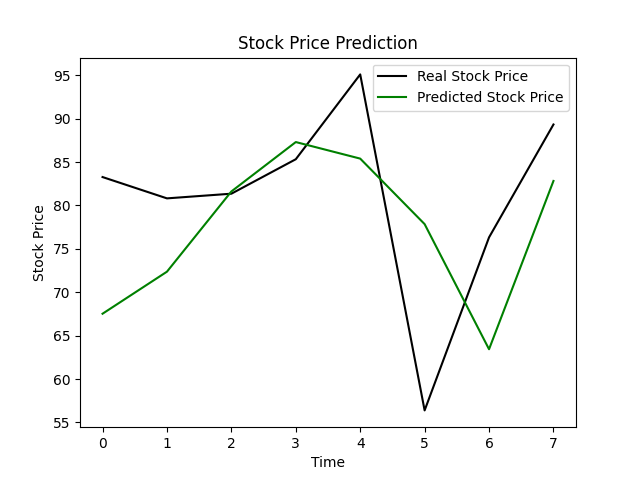 Stock Price Prediction
Real Stock Price
Predicted Stock Price
Stock Price
95
90
85
80
75
70
65
60
55
0 1 2 3 4 5 6 7
Time